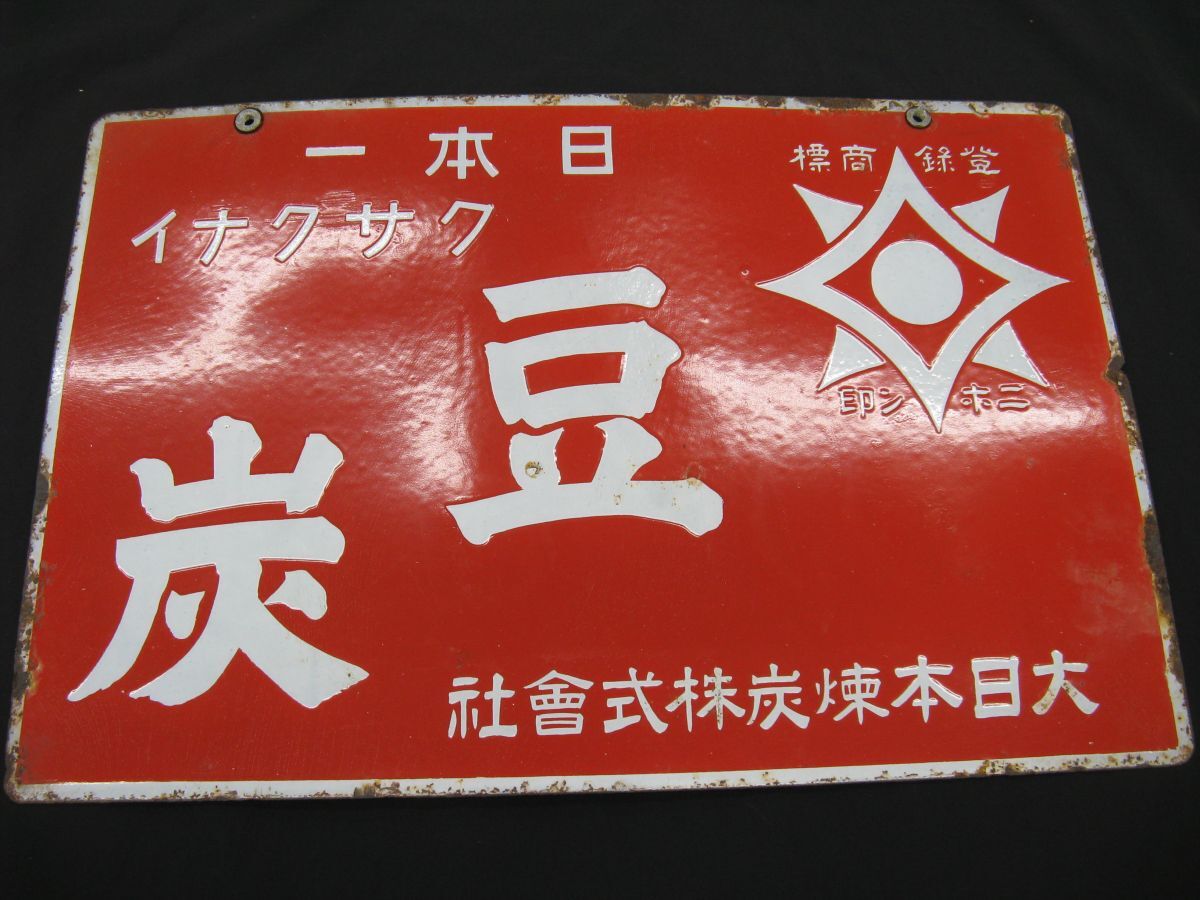 登録商標
ニホン印
日本一
クサクナイ
豆炭
大日本煉炭株式會社